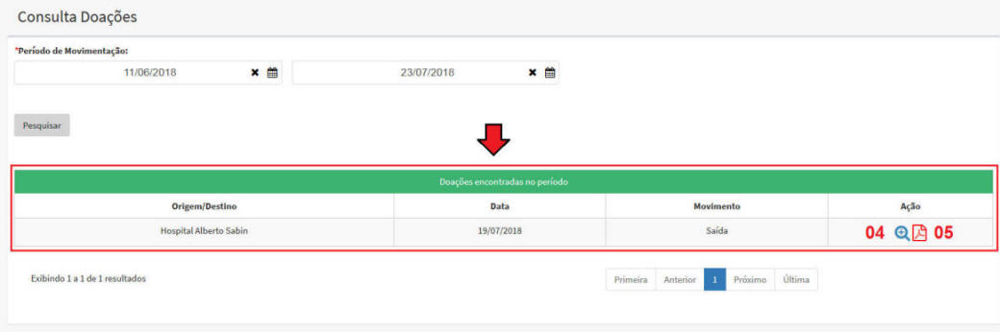 Consulta Doações
*Período de Movimentação:
11/06/2018 23/07/2018
Pesquisar
Doações encontradas no período
Origem/Destino Data Movimento Ação
Hospital Alberto Sabin 19/07/2018 Saída 04 05
Exibindo 1 a 1 de 1 resultados Primeira Anterior 1 Próximo Última